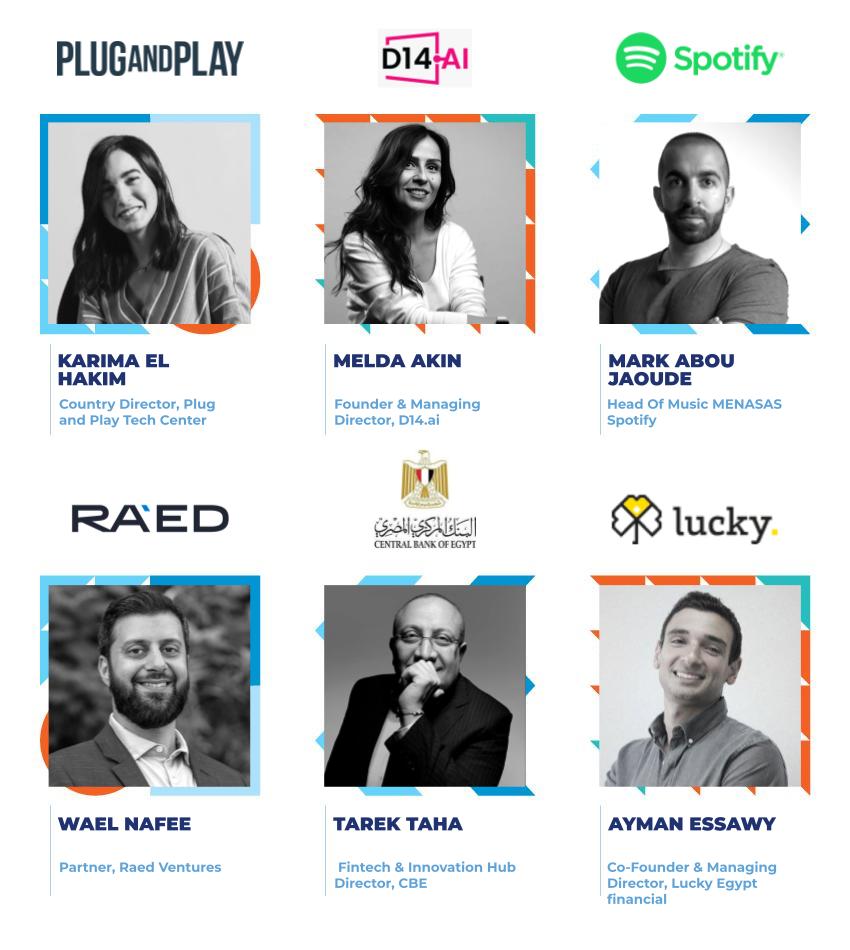 PLUGANDPLAY
D14.AI
Spotify
KARIMA EL
HAKIM
Country Director, Plug
and Play Tech Center
MELDA AKIN
Founder & Managing
Director, D14.ai
MARK ABOU
JAOUDE
Head Of Music MENASAS
Spotify
RA'ED
البنك المركزي المصري
CENTRAL BANK OF EGYPT
lucky.
WAEL NAFEE
Partner, Raed Ventures
TAREK TAHA
Fintech & Innovation Hub
Director, CBE
AYMAN ESSAWY
Co-Founder & Managing
Director, Lucky Egypt
financial